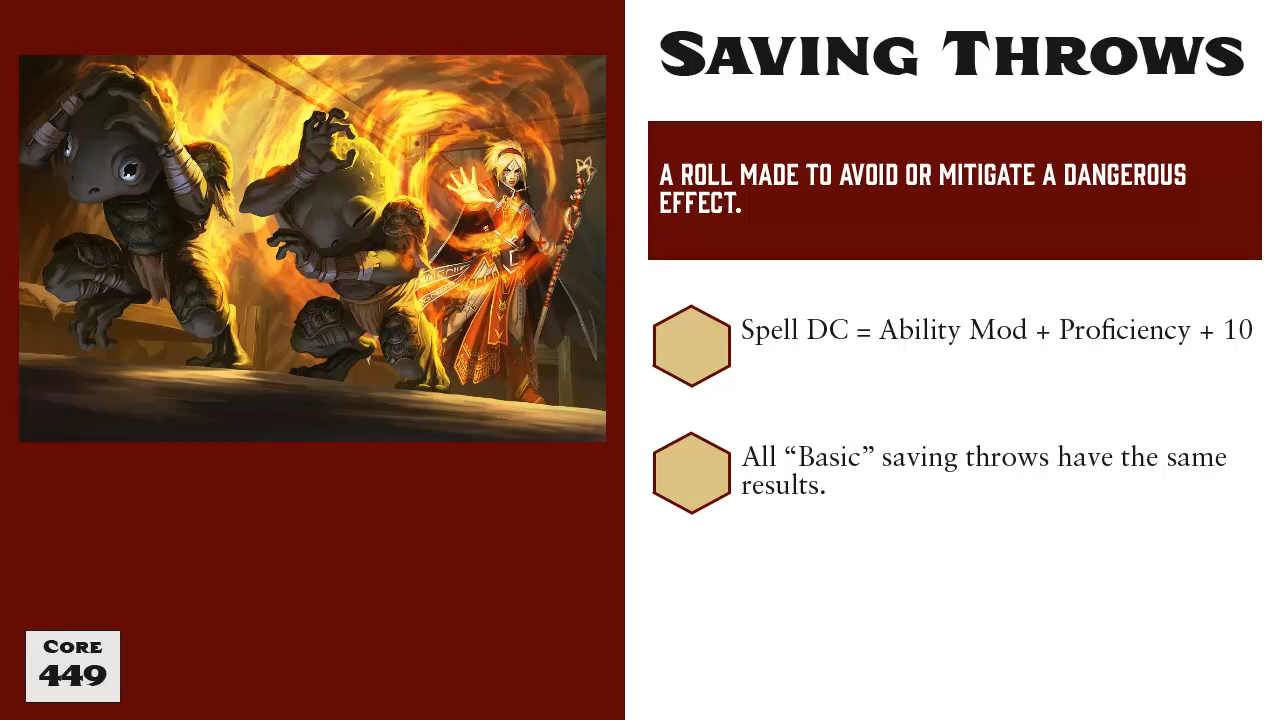 SAVING THROWS
A ROLL MADE TO AVOID OR MITIGATE A DANGEROUS
EFFECT.
Spell DC = Ability Mod + Proficiency + 10
All “Basic” saving throws have the same
results.
CORE
449